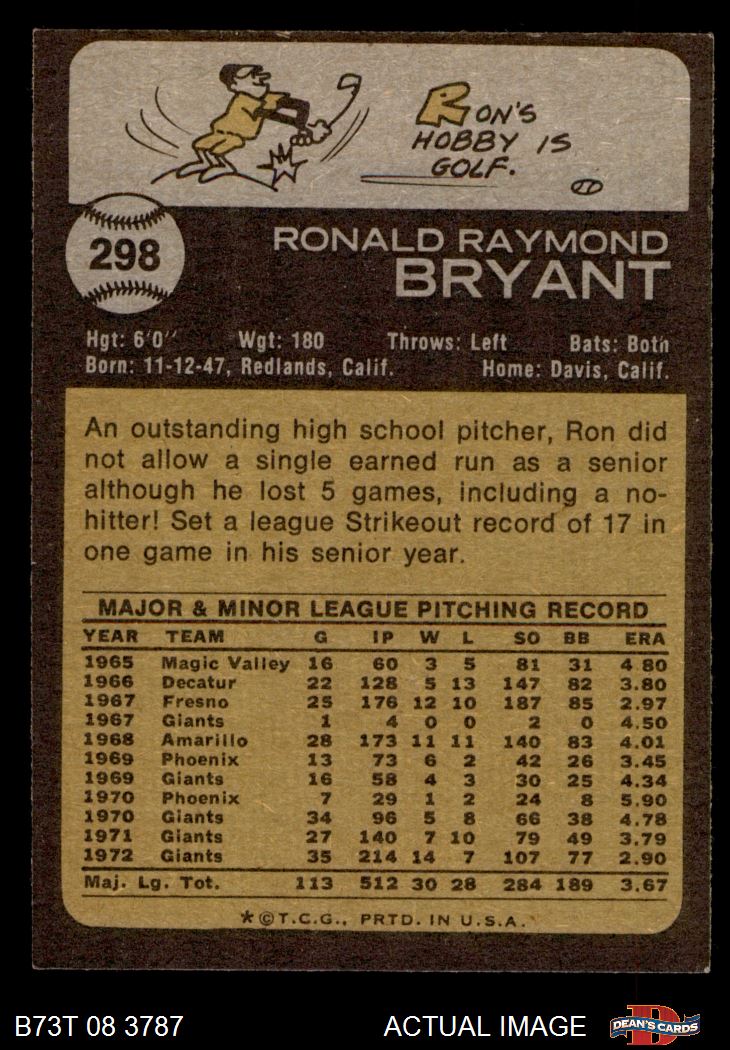 RON'S
HOBBY IS
GOLF.
298
RONALD RAYMOND
BRYANT
Hgt: 6'0" Wgt: 180 Throws: Left Bats: Both
Born: 11-12-47, Redlands, Calif. Home: Davis, Calif.
An outstanding high school pitcher, Ron did
not allow a single earned run as a senior
although he lost 5 games, including a no-
hitter! Set a league Strikeout record of 17 in
one game in his senior year.
MAJOR & MINOR LEAGUE PITCHING RECORD
YEAR TEAM G IP W L SO BB ERA
1965 Magic Valley 16 60 3 5 81 31 4.80
1966 Decatur 22 128 5 13 147 82 3.80
1967 Fresno 25 176 12 10 187 85 2.97
1967 Giants 1 4 0 0 2 0 4.50
1968 Amarillo 28 173 11 11 140 83 4.01
1969 Phoenix 13 73 6 2 42 26 3.45
1969 Giants 16 58 4 3 30 25 4.34
1970 Phoenix 7 29 1 2 24 8 5.90
1970 Giants 34 96 5 8 66 38 4.78
1971 Giants 27 140 7 10 79 49 3.79
1972 Giants 35 214 14 7 107 77 2.90
Maj. Lg. Tot. 113 512 30 28 284 189 3.67
*©T.C.G., PRTD. IN U.S.A.
B73T 08 3787 ACTUAL IMAGE D DEAN'S CARDS